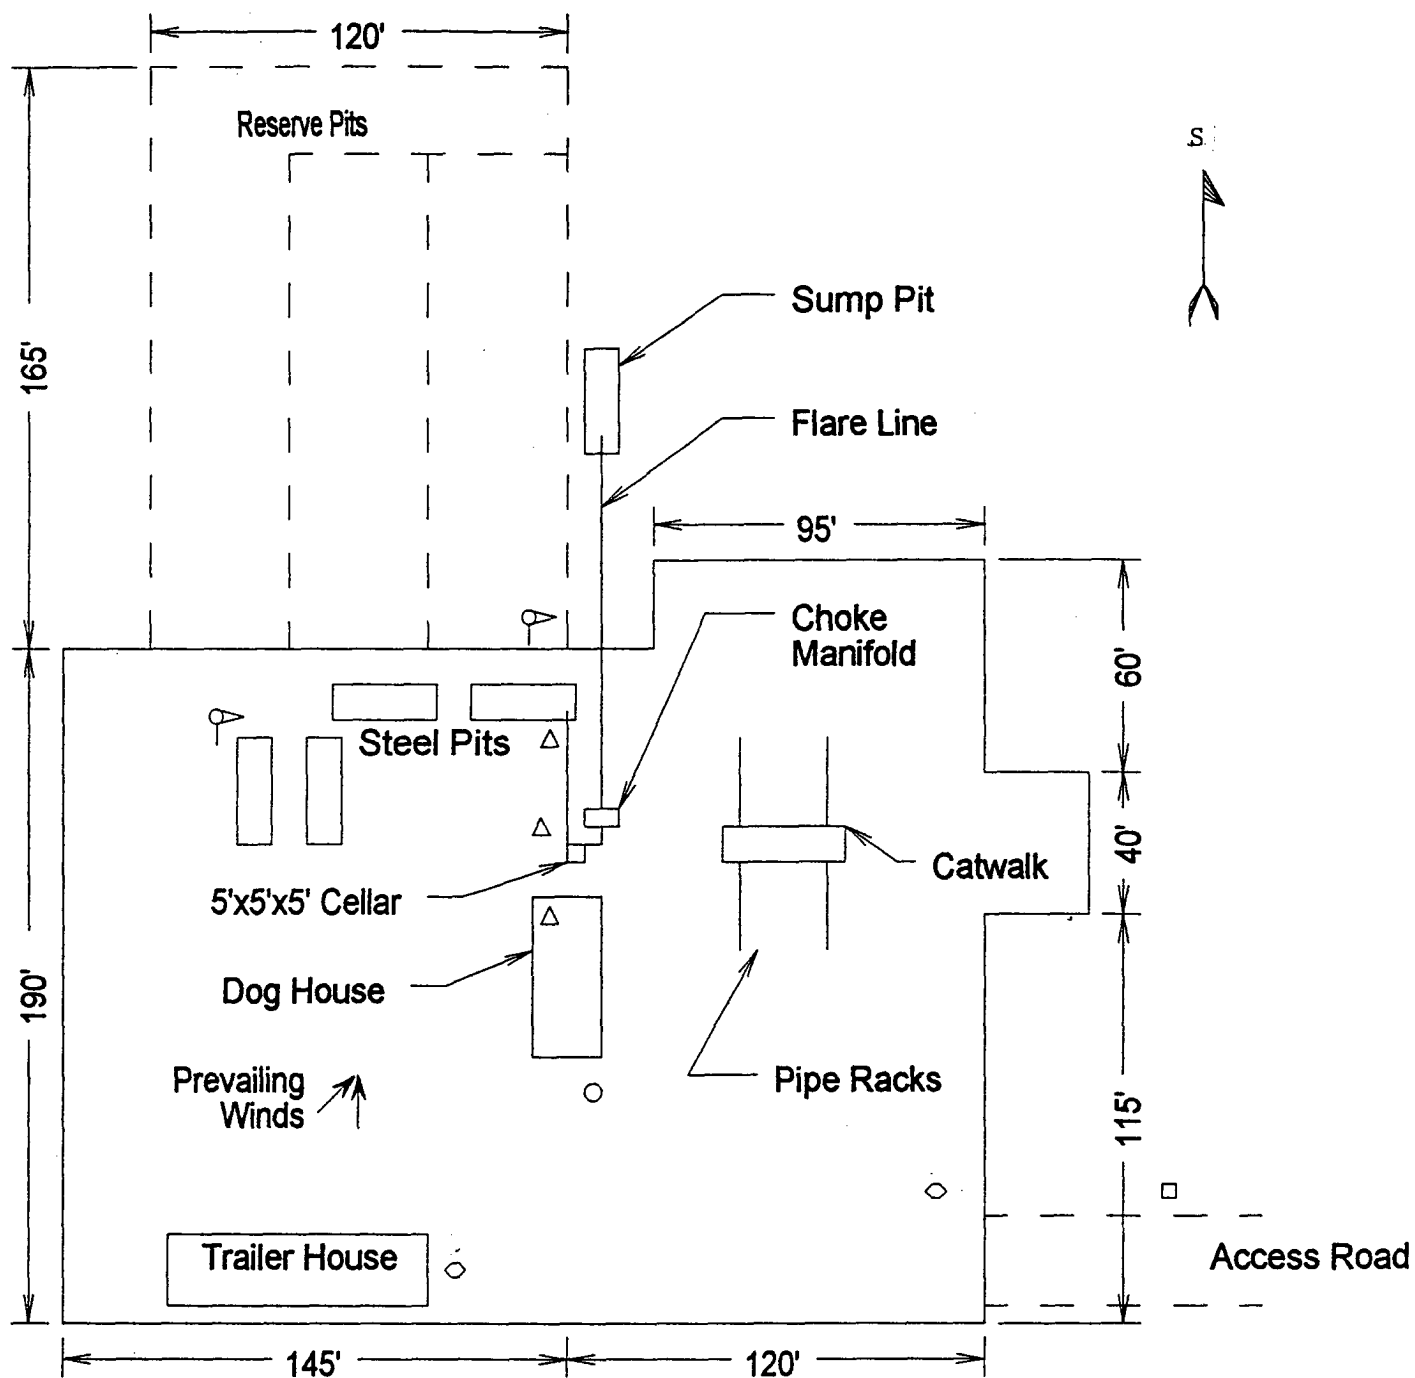 120'
Reserve Pits
S
Sump Pit
165'
Flare Line
95'
Choke
Manifold
60'
Steel Pits
40'
Catwalk
5'x5'x5' Cellar
190'
Dog House
Prevailing
Winds
Pipe Racks
115'
Trailer House
Access Road
145'
120'